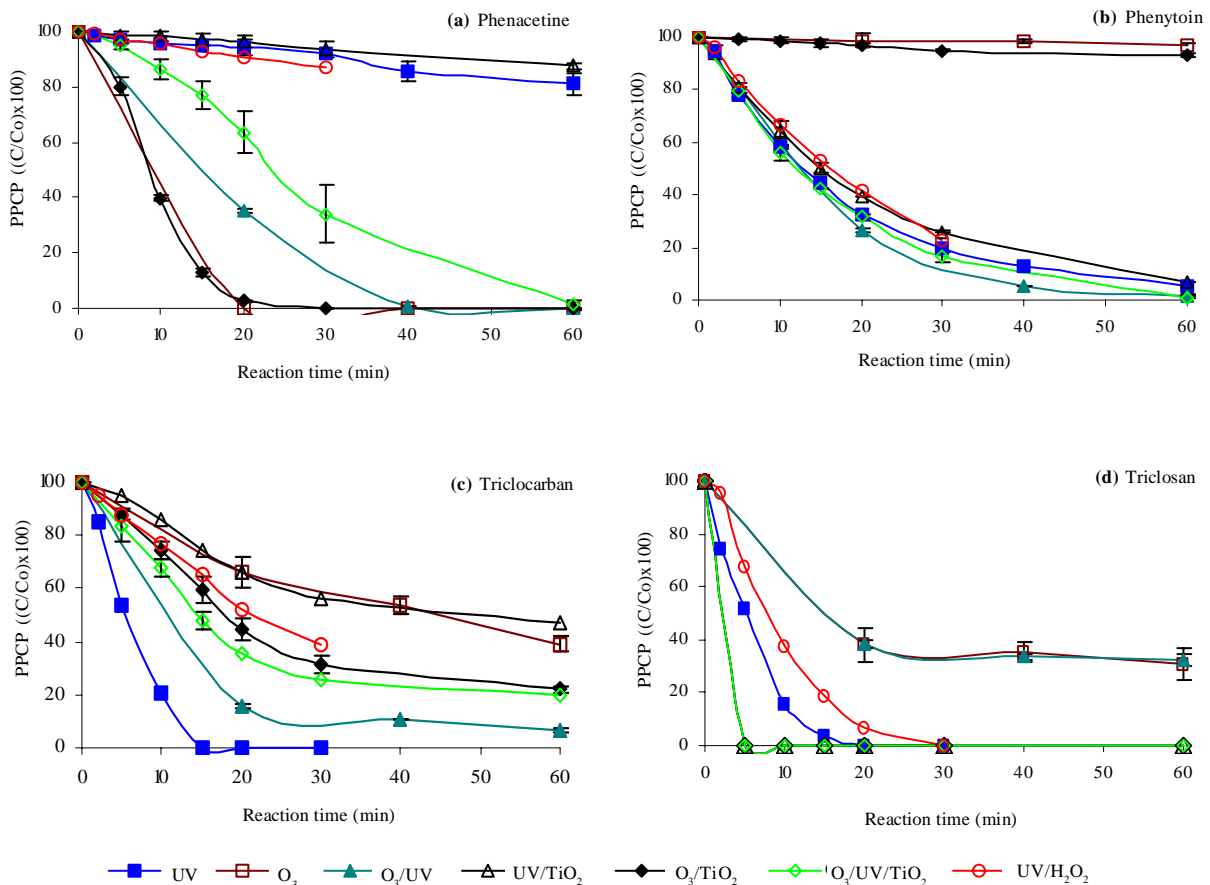 (a) Phenacetine
PPCP ((C/Co)x100)
100
80
60
40
20
0
0 10 20 30 40 50 60
Reaction time (min)
(b) Phenytoin
PPCP ((C/Co)x100)
100
80
60
40
20
0
0 10 20 30 40 50 60
Reaction time (min)
(c) Triclocarban
PPCP ((C/Co)x100)
100
80
60
40
20
0
0 10 20 30 40 50 60
Reaction time (min)
(d) Triclosan
PPCP ((C/Co)x100)
100
80
60
40
20
0
0 10 20 30 40 50 60
Reaction time (min)
UV O₃ O₃/UV UV/TiO₂ O₃/TiO₂ O₃/UV/TiO₂ UV/H₂O₂